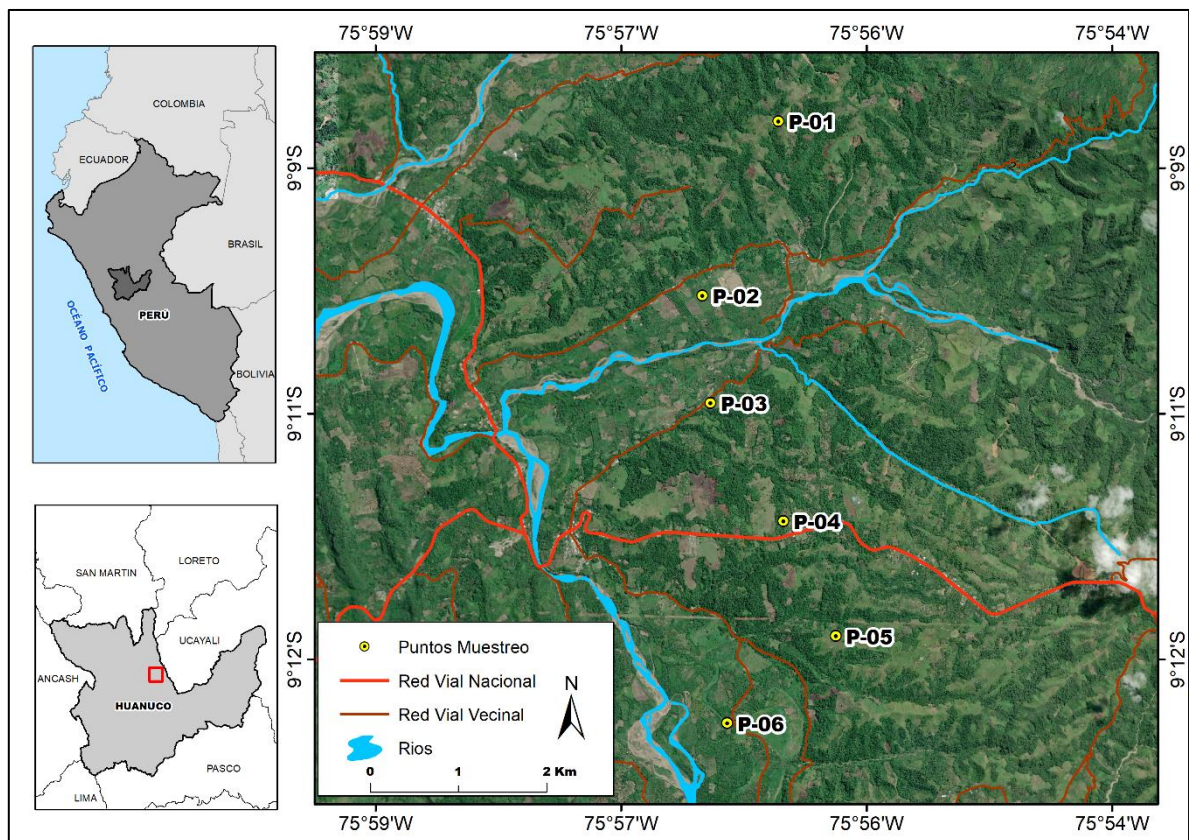 COLOMBIA
ECUADOR
BRASIL
PERÚ
OCÉANO PACÍFICO
BOLIVIA
SAN MARTIN
LORETO
UCAYALI
ANCASH
HUANUCO
PASCO
LIMA
75°59'W 75°57'W 75°56'W 75°54'W
9°9'S 9°9'S
9°11'S 9°11'S
9°12'S 9°12'S
P-01
P-02
P-03
P-04
P-05
P-06
Puntos Muestreo
Red Vial Nacional
Red Vial Vecinal
Rios
N
0 1 2 Km
75°59'W 75°57'W 75°56'W 75°54'W